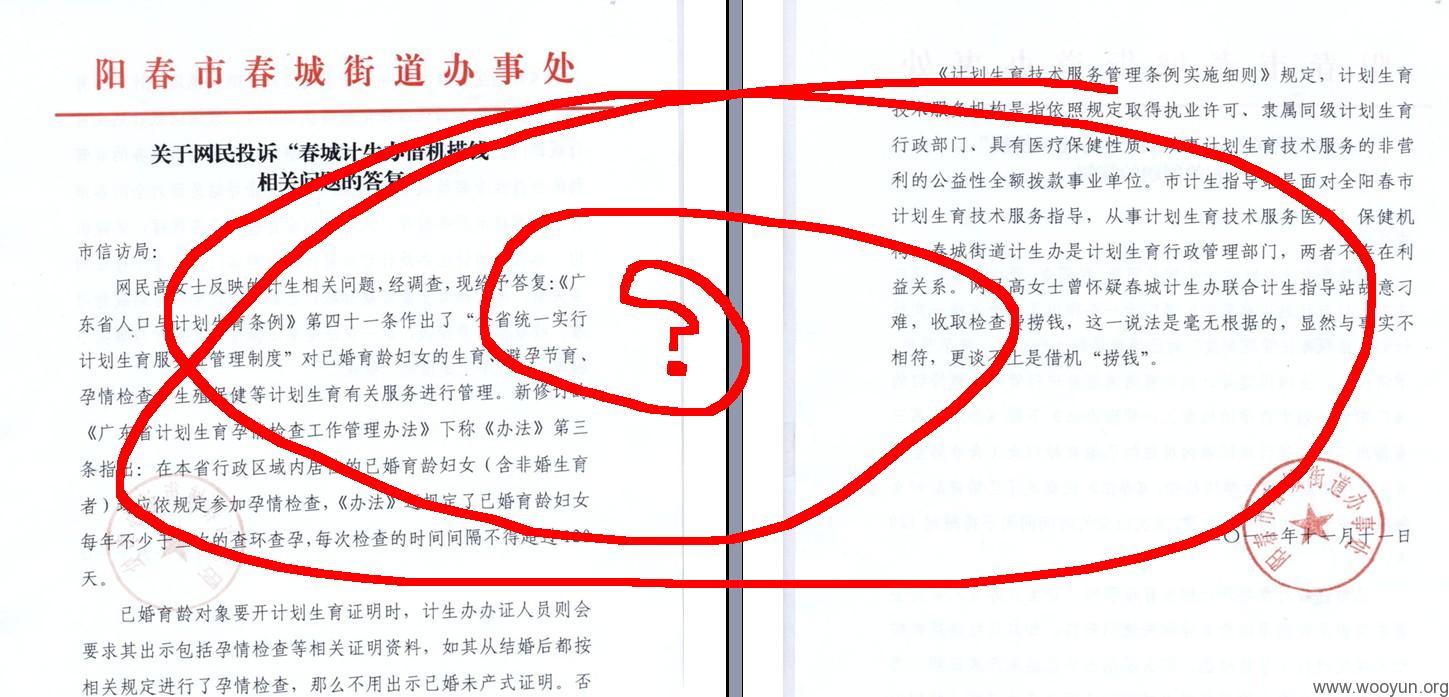 阳春市春城街道办事处
关于网民投诉“春城计生办借机捞钱”
相关问题的答复
市信访局：
网民高女士反映的计生相关问题，经调查，现给予答复：《广
东省人口与计划生育条例》第四十一条作出了“全省统一实行
计划生育服务证管理制度”对已婚育龄妇女的生育、避孕节育、
孕情检查、生殖保健等计划生育有关服务进行管理。新修订的
《广东省计划生育孕情检查工作管理办法》下称《办法》第三
条指出：在本省行政区域内居住的已婚育龄妇女（含非婚生育
者）均应依规定参加孕情检查，《办法》还规定了已婚育龄妇女
每年不少于三次的查环查孕，每次检查的时间间隔不得超过120
天。
已婚育龄对象要开计划生育证明时，计生办办证人员则会
要求其出示包括孕情检查等相关证明资料，如其从结婚后都按
相关规定进行了孕情检查，那么不用出示已婚未产式证明。否
《计划生育技术服务管理条例实施细则》规定，计划生育
技术服务机构是指依照规定取得执业许可、隶属同级计划生育
行政部门、具有医疗保健性质、从事计划生育技术服务的非营
利的公益性全额拨款事业单位。市计生指导站是面对全阳春市
计划生育技术服务指导，从事计划生育技术服务医疗、保健机
构。春城街道计生办是计划生育行政管理部门，两者不存在利
益关系。网民高女士曾怀疑春城计生办联合计生指导站故意刁
难，收取检查费捞钱，这一说法是毫无根据的，显然与事实不
相符，更谈不上是借机“捞钱”。
阳春市春城街道办事处
年十一月十一日
?
www.wooyun.org